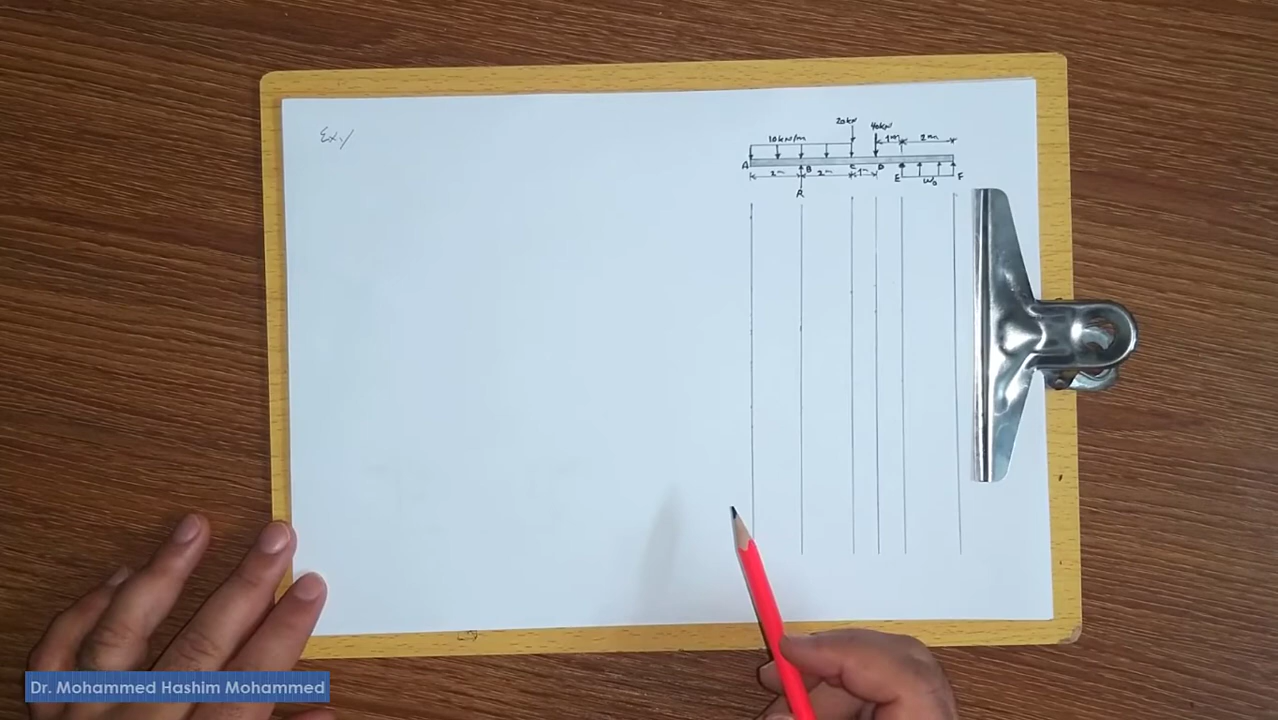 Ex./
20kN
40kN
10kN/m
1m 2m
A B C D
2m 2m 1m E W₀ F
R
Dr. Mohammed Hashim Mohammed